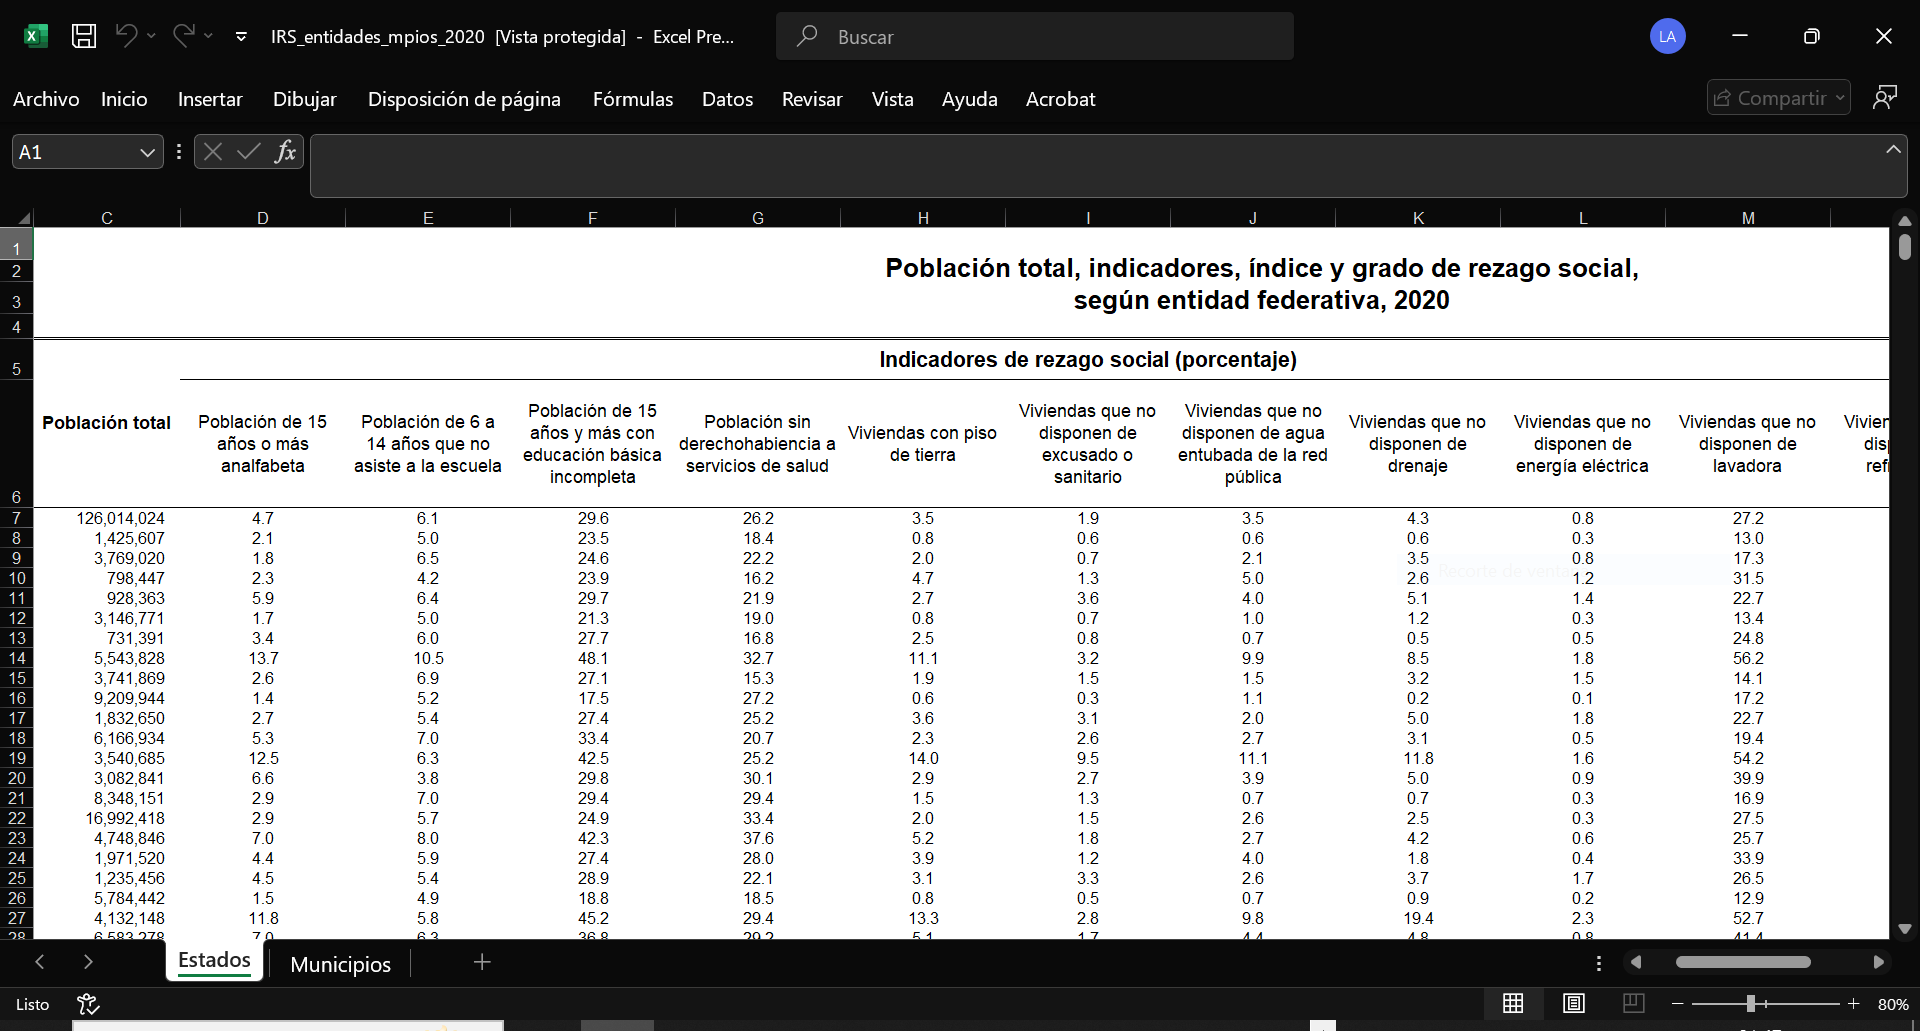 IRS_entidades_mpios_2020 [Vista protegida] - Excel Pre...
Buscar
LA
Archivo Inicio Insertar Dibujar Disposición de página Fórmulas Datos Revisar Vista Ayuda Acrobat
Compartir
A1
fx
C D E F G H I J K L M
1
2
3
4
5
6
Población total, indicadores, índice y grado de rezago social,
según entidad federativa, 2020
Indicadores de rezago social (porcentaje)
Población total
Población de 15
años o más
analfabeta
Población de 6 a
14 años que no
asiste a la escuela
Población de 15
años y más con
educación básica
incompleta
Población sin
derechohabiencia a
servicios de salud
Viviendas con piso
de tierra
Viviendas que no
disponen de
excusado o
sanitario
Viviendas que no
disponen de agua
entubada de la red
pública
Viviendas que no
disponen de
drenaje
Viviendas que no
disponen de
energía eléctrica
Viviendas que no
disponen de
lavadora
Vivien
disp
refi
7 126,014,024 4.7 6.1 29.6 26.2 3.5 1.9 3.5 4.3 0.8 27.2
8 1,425,607 2.1 5.0 23.5 18.4 0.8 0.6 0.6 0.6 0.3 13.0
9 3,769,020 1.8 6.5 24.6 22.2 2.0 0.7 2.1 3.5 0.8 17.3
10 798,447 2.3 4.2 23.9 16.2 4.7 1.3 5.0 2.6 1.2 31.5
11 928,363 5.9 6.4 29.7 21.9 2.7 3.6 4.0 5.1 1.4 22.7
12 3,146,771 1.7 5.0 21.3 19.0 0.8 0.7 1.0 1.2 0.3 13.4
13 731,391 3.4 6.0 27.7 16.8 2.5 0.8 0.7 0.5 0.5 24.8
14 5,543,828 13.7 10.5 48.1 32.7 11.1 3.2 9.9 8.5 1.8 56.2
15 3,741,869 2.6 6.9 27.1 15.3 1.9 1.5 1.5 3.2 1.5 14.1
16 9,209,944 1.4 5.2 17.5 27.2 0.6 0.3 1.1 0.2 0.1 17.2
17 1,832,650 2.7 5.4 27.4 25.2 3.6 3.1 2.0 5.0 1.8 22.7
18 6,166,934 5.3 7.0 33.4 20.7 2.3 2.6 2.7 3.1 0.5 19.4
19 3,540,685 12.5 6.3 42.5 25.2 14.0 9.5 11.1 11.8 1.6 54.2
20 3,082,841 6.6 3.8 29.8 30.1 2.9 2.7 3.9 5.0 0.9 39.9
21 8,348,151 2.9 7.0 29.4 29.4 1.5 1.3 0.7 0.7 0.3 16.9
22 16,992,418 2.9 5.7 24.9 33.4 2.0 1.5 2.6 2.5 0.3 27.5
23 4,748,846 7.0 8.0 42.3 37.6 5.2 1.8 2.7 4.2 0.6 25.7
24 1,971,520 4.4 5.9 27.4 28.0 3.9 1.2 4.0 1.8 0.4 33.9
25 1,235,456 4.5 5.4 28.9 22.1 3.1 3.3 2.6 3.7 1.7 26.5
26 5,784,442 1.5 4.9 18.8 18.5 0.8 0.5 0.7 0.9 0.2 12.9
27 4,132,148 11.8 5.8 45.2 29.4 13.3 2.8 9.8 19.4 2.3 52.7
28 6,583,278 7.0 6.3 36.8 29.2 5.1 1.7 4.4 4.8 0.8 41.4
Estados Municipios
Listo
80%